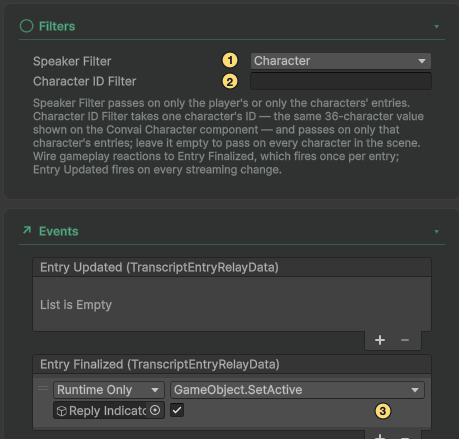 Filters
Speaker Filter 1 Character
Character ID Filter 2
Speaker Filter passes on only the player's or only the characters' entries.
Character ID Filter takes one character's ID — the same 36-character value
shown on the Convai Character component — and passes on only that
character's entries; leave it empty to pass on every character in the scene.
Wire gameplay reactions to Entry Finalized, which fires once per entry;
Entry Updated fires on every streaming change.
Events
Entry Updated (TranscriptEntryRelayData)
List is Empty
+ −
Entry Finalized (TranscriptEntryRelayData)
Runtime Only GameObject.SetActive
Reply Indicato 3
+ −